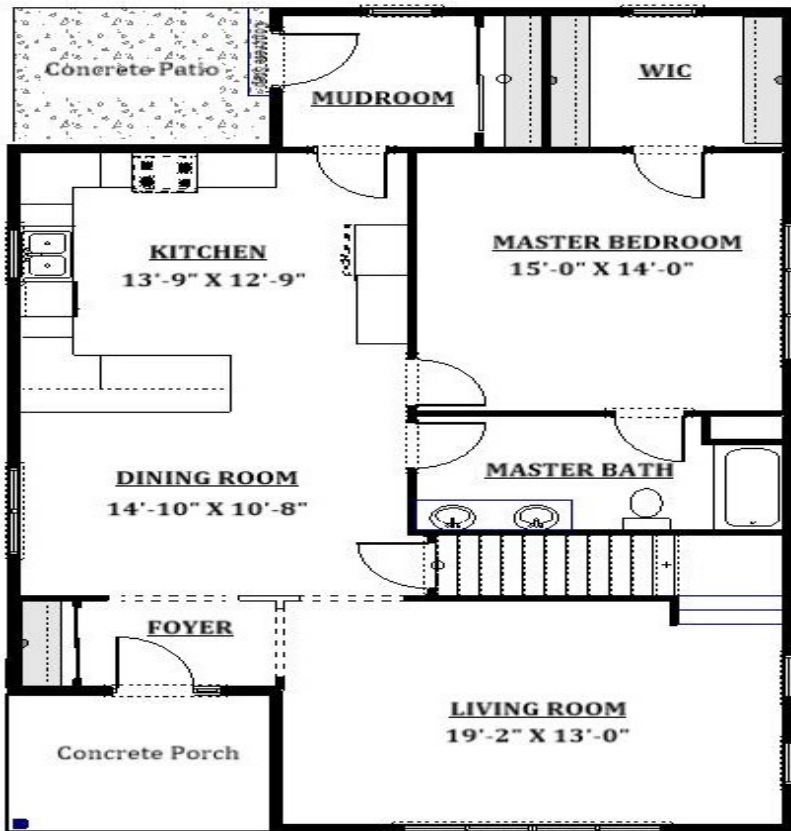 Concrete Patio
MUDROOM
WIC
KITCHEN
13'-9" X 12'-9"
MASTER BEDROOM
15'-0" X 14'-0"
DINING ROOM
14'-10" X 10'-8"
MASTER BATH
FOYER
LIVING ROOM
19'-2" X 13'-0"
Concrete Porch